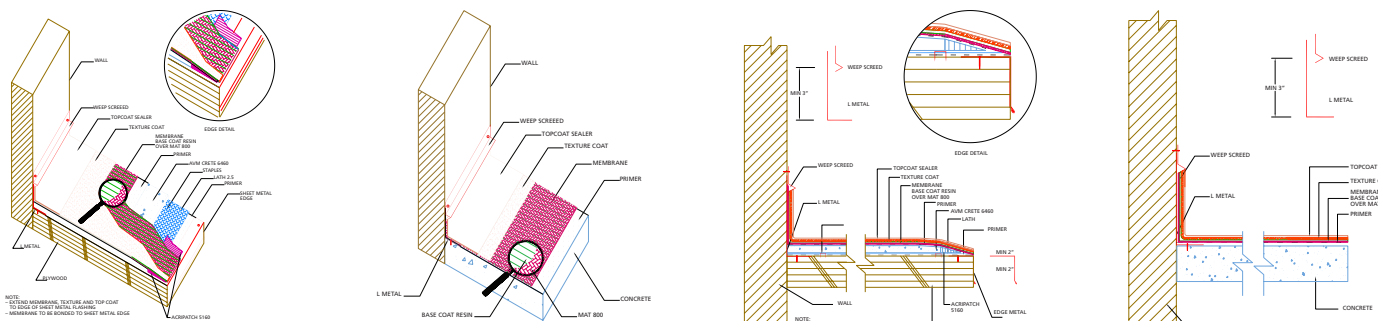 EDGE DETAIL
WALL
WEEP SCREEED
TOPCOAT SEALER
TEXTURE COAT
MEMBRANE
BASE COAT RESIN
OVER MAT 800
PRIMER
AVM CRETE 6460
STAPLES
LATH 2.5
PRIMER
SHEET METAL
EDGE
L METAL
PLYWOOD
NOTE:
– EXTEND MEMBRANE, TEXTURE AND TOP COAT
TO EDGE OF SHEET METAL FLASHING
– MEMBRANE TO BE BONDED TO SHEET METAL EDGE
ACRIPATCH 5160
WALL
WEEP SCREEED
TOPCOAT SEALER
TEXTURE COAT
MEMBRANE
PRIMER
L METAL
BASE COAT RESIN
MAT 800
CONCRETE
WEEP SCREED
MIN 3"
L METAL
EDGE DETAIL
WEEP SCREED
L METAL
TOPCOAT SEALER
TEXTURE COAT
MEMBRANE
BASE COAT RESIN
OVER MAT 800
PRIMER
AVM CRETE 6460
LATH
PRIMER
MIN 2"
MIN 2"
WALL
ACRIPATCH
5160
EDGE METAL
NOTE:
WEEP SCREED
MIN 3"
L METAL
WEEP SCREED
L METAL
TOPCOAT
TEXTURE C
MEMBRA
BASE COA
OVER MAT
PRIMER
CONCRETE